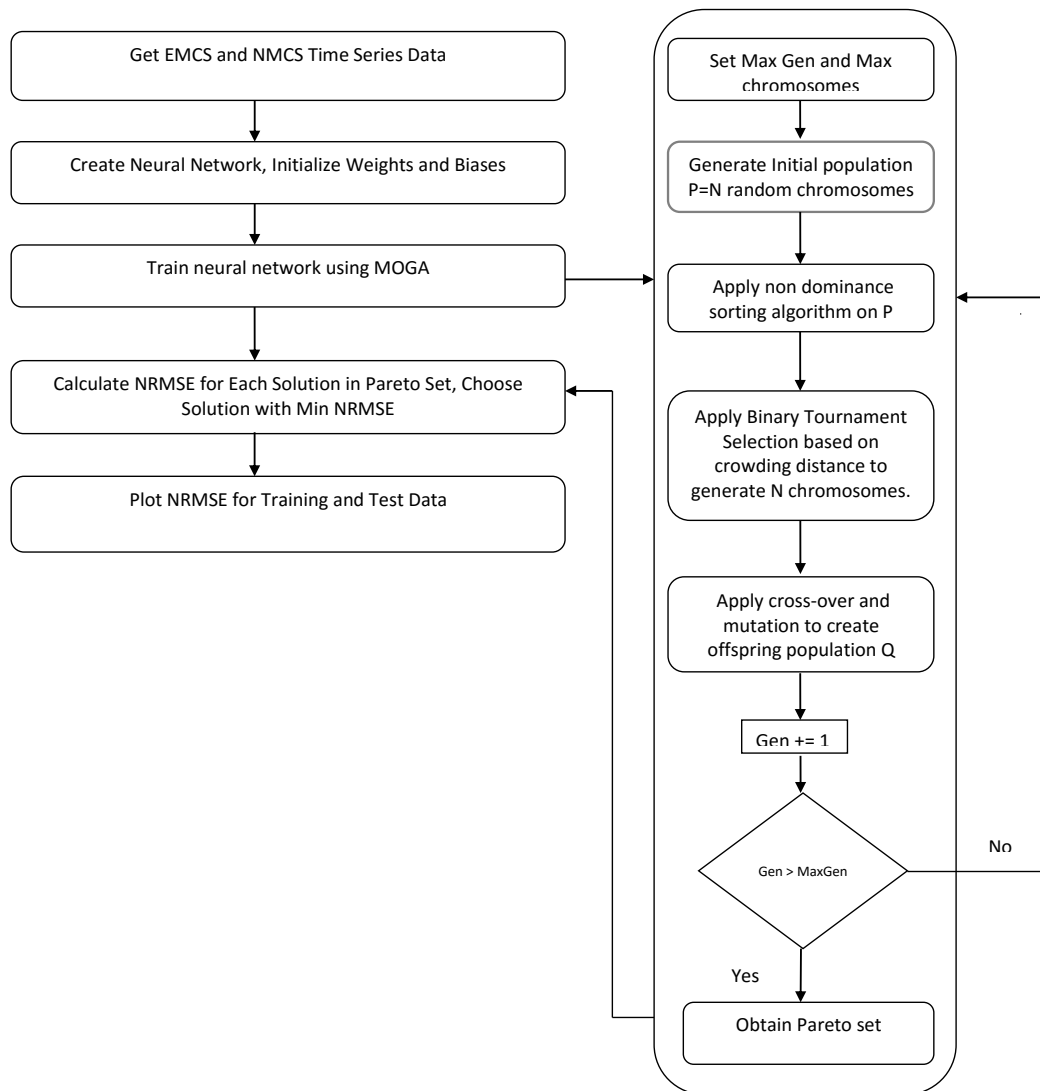 Get EMCS and NMCS Time Series Data
Create Neural Network, Initialize Weights and Biases
Train neural network using MOGA
Calculate NRMSE for Each Solution in Pareto Set, Choose
Solution with Min NRMSE
Plot NRMSE for Training and Test Data
Set Max Gen and Max
chromosomes
Generate Initial population
P=N random chromosomes
Apply non dominance
sorting algorithm on P
Apply Binary Tournament
Selection based on
crowding distance to
generate N chromosomes.
Apply cross-over and
mutation to create
offspring population Q
Gen += 1
Gen > MaxGen
No
Yes
Obtain Pareto set